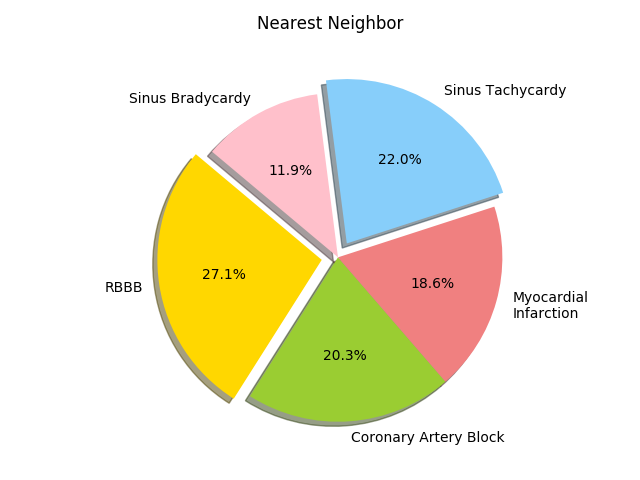 Nearest Neighbor
Sinus Tachycardy
Sinus Bradycardy
22.0%
11.9%
27.1%
RBBB
18.6%
Myocardial
Infarction
20.3%
Coronary Artery Block